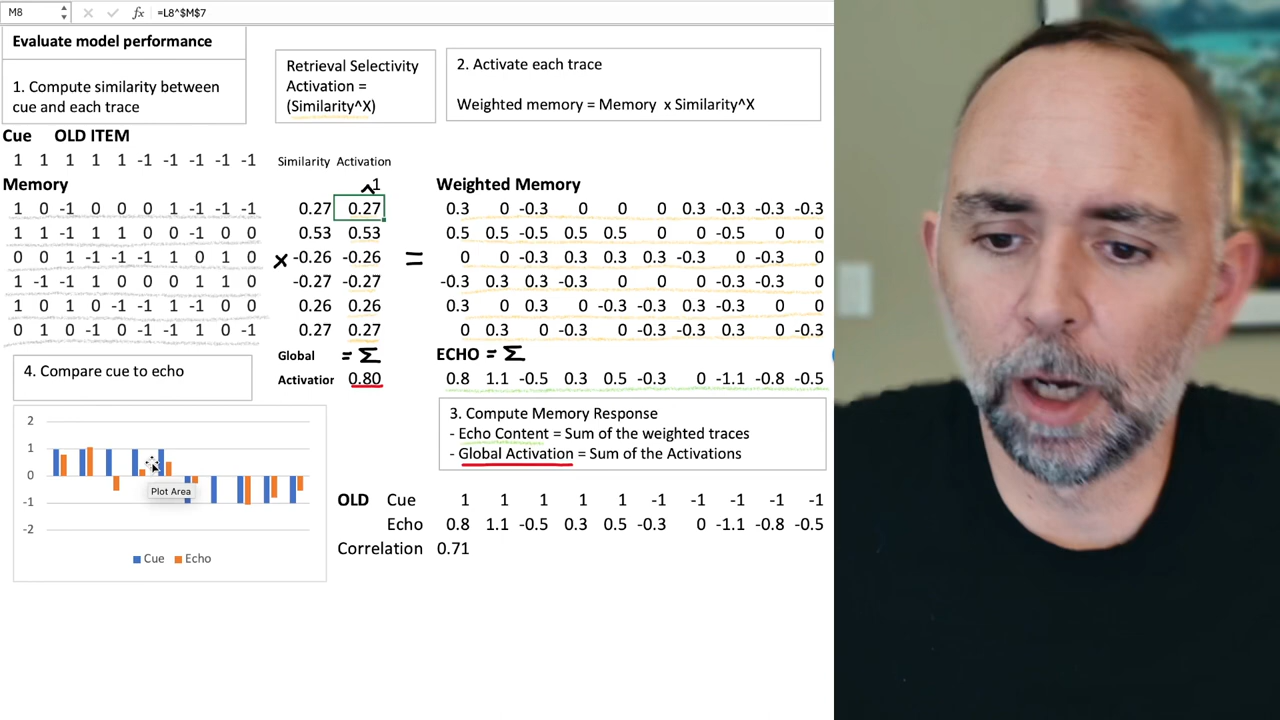 M8 fx =L8^$M$7
Evaluate model performance
1. Compute similarity between
cue and each trace
Retrieval Selectivity
Activation =
(Similarity^X)
2. Activate each trace
Weighted memory = Memory x Similarity^X
Cue OLD ITEM
1 1 1 1 1 -1 -1 -1 -1 -1
Similarity Activation
^1
Memory
Weighted Memory
1 0 -1 0 0 0 1 -1 -1 -1 0.27 0.27 0.3 0 -0.3 0 0 0 0.3 -0.3 -0.3 -0.3
1 1 -1 1 1 0 0 -1 0 0 0.53 0.53 0.5 0.5 -0.5 0.5 0.5 0 0 -0.5 0 0
0 0 1 -1 -1 -1 1 0 1 0 × -0.26 -0.26 = 0 0 -0.3 0.3 0.3 0.3 -0.3 0 -0.3 0
1 -1 -1 1 0 0 0 1 1 0 -0.27 -0.27 -0.3 0.3 0.3 -0.3 0 0 0 -0.3 -0.3 0
1 0 1 0 -1 -1 1 -1 0 0 0.26 0.26 0.3 0 0.3 0 -0.3 -0.3 0.3 -0.3 0 0
0 1 0 -1 0 -1 -1 1 0 -1 0.27 0.27 0 0.3 0 -0.3 0 -0.3 -0.3 0.3 0 -0.3
Global = Σ
ECHO = Σ
Activatior 0.80
0.8 1.1 -0.5 0.3 0.5 -0.3 0 -1.1 -0.8 -0.5
4. Compare cue to echo
3. Compute Memory Response
- Echo Content = Sum of the weighted traces
- Global Activation = Sum of the Activations
2
1
0
-1
-2
Plot Area
Cue Echo
OLD Cue 1 1 1 1 1 -1 -1 -1 -1 -1
Echo 0.8 1.1 -0.5 0.3 0.5 -0.3 0 -1.1 -0.8 -0.5
Correlation 0.71